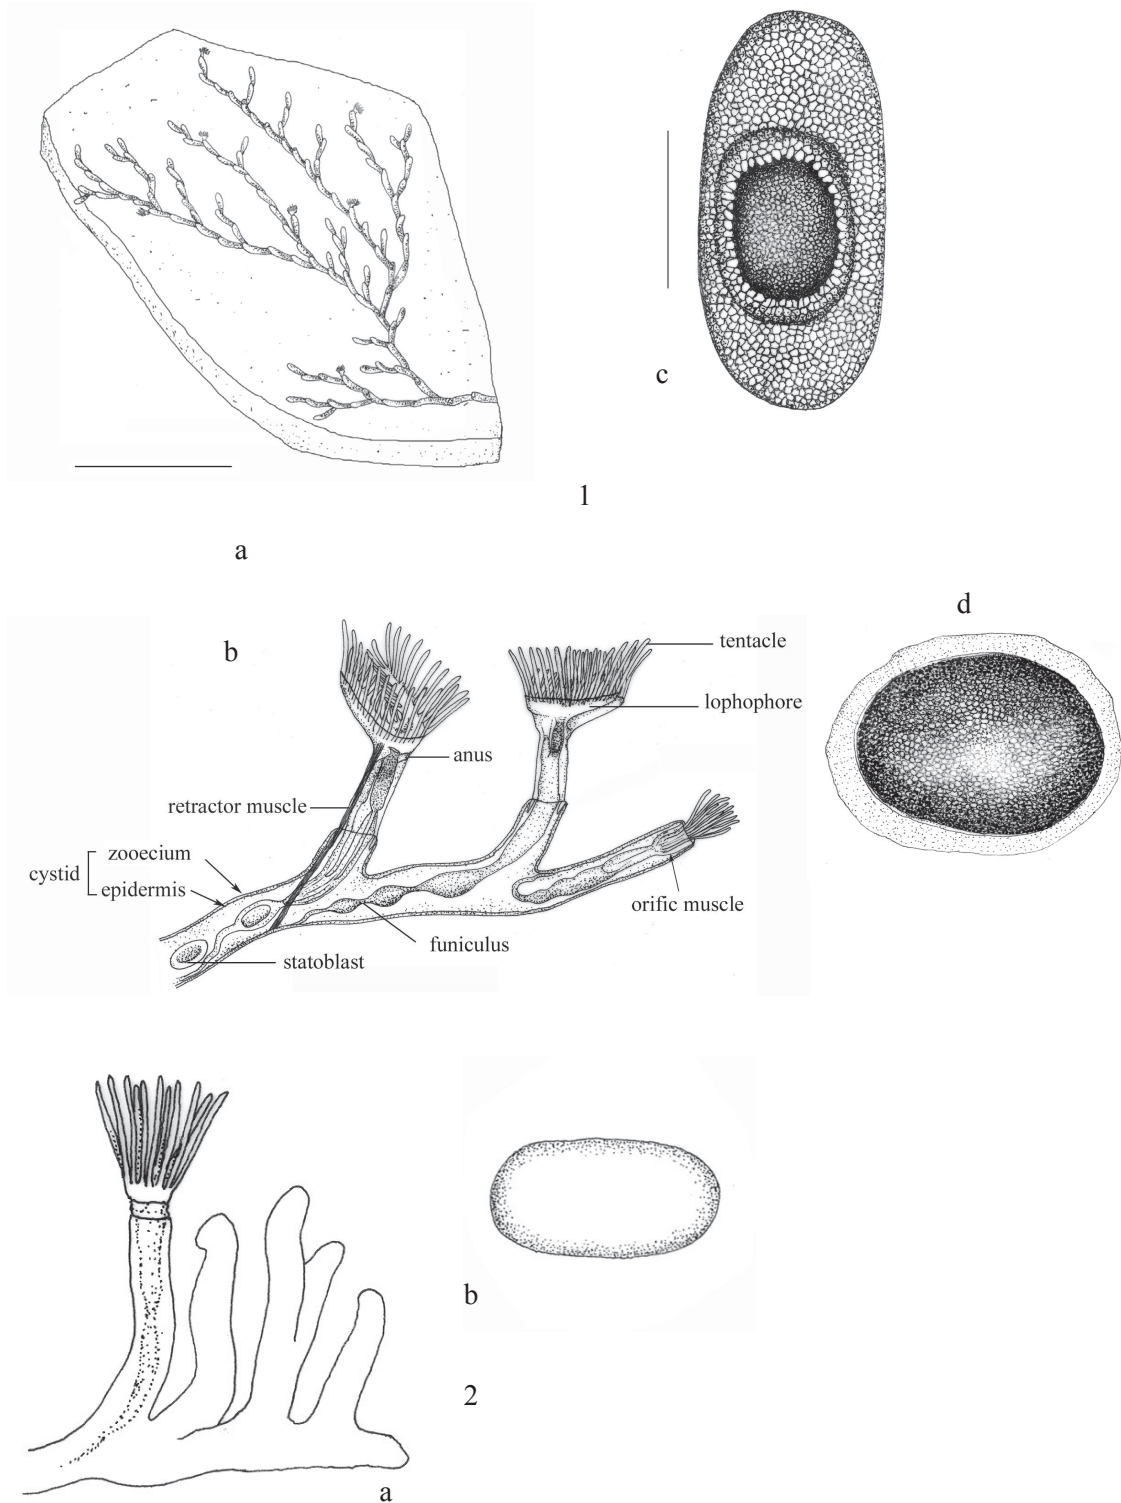 c
1
a
d
b
tentacle
lophophore
anus
retractor muscle
zooecium
cystid
epidermis
orific muscle
funiculus
statoblast
b
2
a